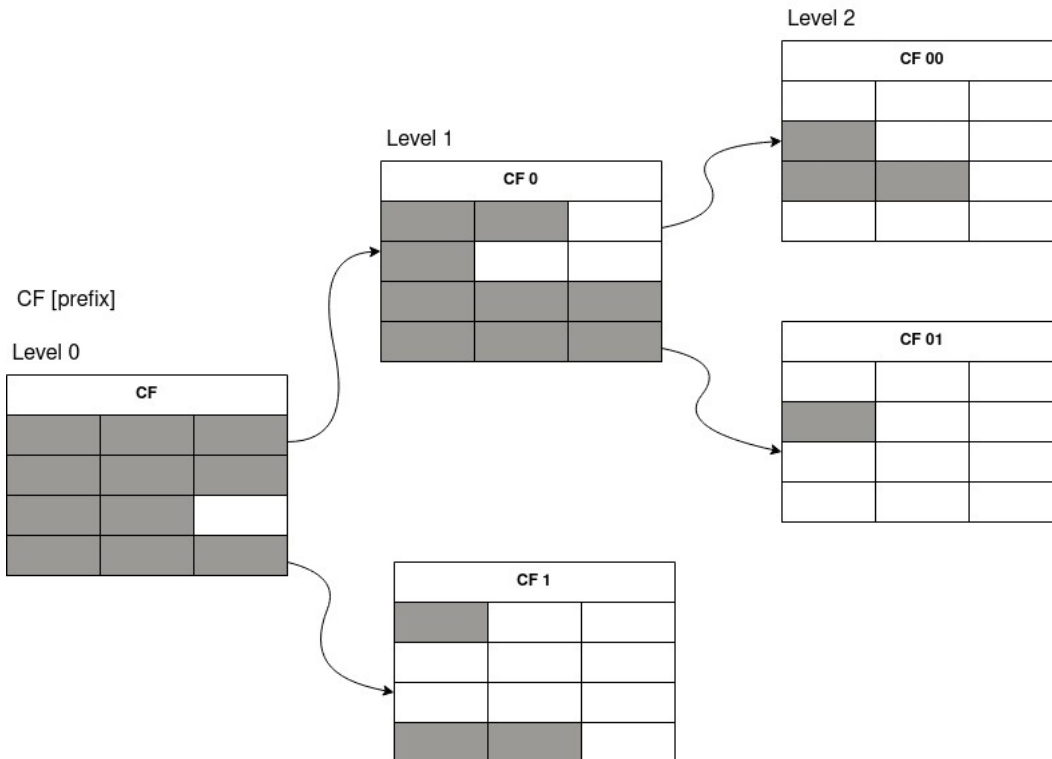 Level 2
CF 00
Level 1
CF 0
CF [prefix]
Level 0
CF
CF 01
CF 1